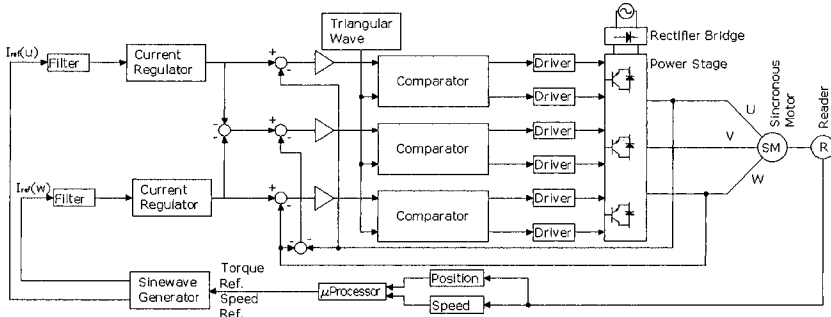 Triangular
Wave
Rectifier Bridge
Iref(u)
Filter
Current
Regulator
+
-
Comparator
Driver
Driver
Power Stage
Sincronous
Motor
Reader
U
V
W
SM
R
-
-
+
-
Comparator
Driver
Driver
Iref(w)
Filter
Current
Regulator
+
-
Comparator
Driver
Driver
-
-
Sinewave
Generator
Torque
Ref.
Speed
Ref.
µProcessor
Position
Speed